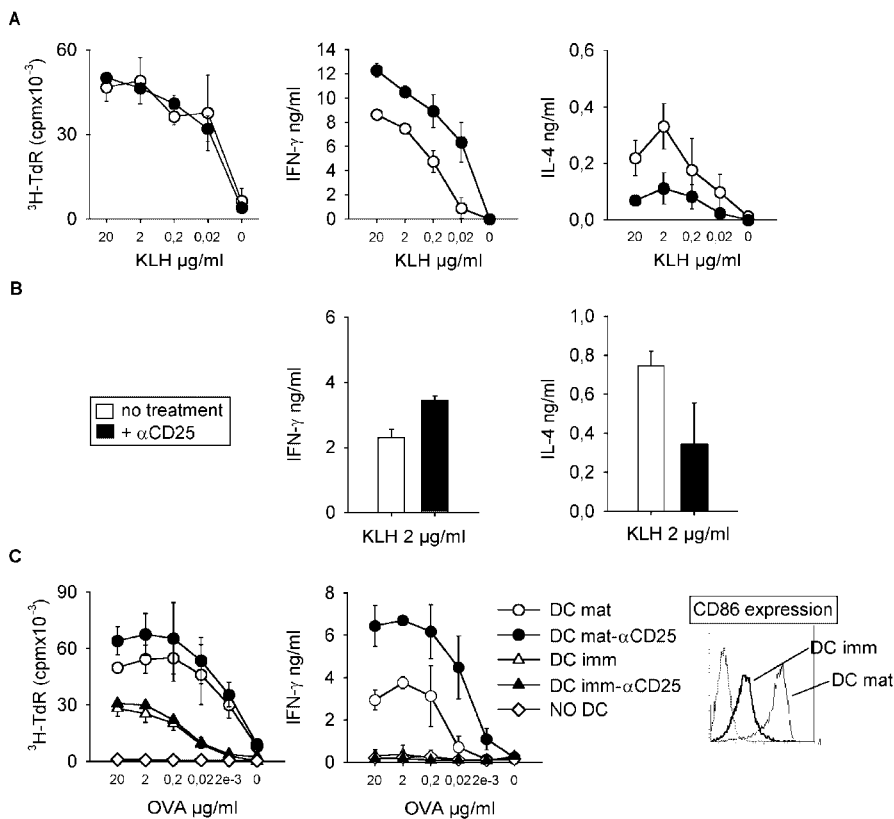 A
60
30
0
³H-TdR (cpmx10⁻³)
20 2 0,2 0,02 0
KLH µg/ml
14
12
10
8
6
4
2
0
IFN-γ ng/ml
20 2 0,2 0,02 0
KLH µg/ml
0,6
0,4
0,2
0,0
IL-4 ng/ml
20 2 0,2 0.02 0
KLH µg/ml
B
no treatment
+ αCD25
6
4
2
0
IFN-γ ng/ml
KLH 2 µg/ml
1,0
0,8
0,6
0,4
0,2
0,0
IL-4 ng/ml
KLH 2 µg/ml
C
90
60
30
0
³H-TdR (cpmx10⁻³)
20 2 0,2 0,022e-3 0
OVA µg/ml
8
6
4
2
0
IFN-γ ng/ml
20 2 0,2 0,022e-3 0
OVA µg/ml
DC mat
DC mat-αCD25
DC imm
DC imm-αCD25
NO DC
CD86 expression
DC imm
DC mat